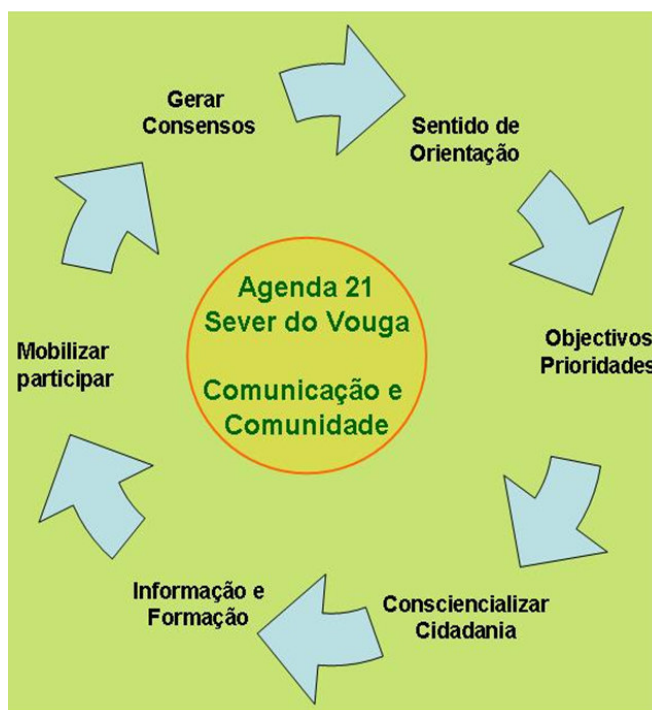 Gerar
Consensos
Sentido de
Orientação
Agenda 21
Sever do Vouga
Comunicação e
Comunidade
Objectivos
Prioridades
Mobilizar
participar
Informação e
Formação
Consciencializar
Cidadania